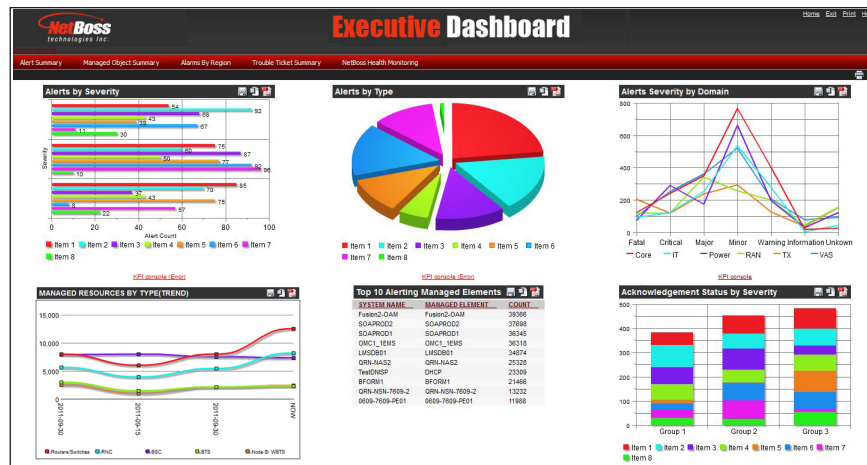 NetBoss
technologies inc.
Executive Dashboard
Home Exit Print
Alert Summary Managed Object Summary Alarms By Region Trouble Ticket Summary NetBoss Health Monitoring
Alerts by Severity
Severity
54
92
68
43
39
67
11
30
75
60
87
50
77
92
96
10
85
70
37
43
75
8
57
22
0 20 40 60 80 100
Alert Count
Item 1 Item 2 Item 3 Item 4 Item 5 Item 6 Item 7
Item 8
KPI console (Error)
Alerts by Type
Item 1 Item 2 Item 3 Item 4 Item 5 Item 6
Item 7 Item 8
KPI console (Error)
Alerts Severity by Domain
800
600
400
200
0
Fatal Critical Major Minor Warning Information Unkown
Core IT Power RAN TX VAS
KPI console
MANAGED RESOURCES BY TYPE(TREND)
15,000
10,000
5,000
0
2011-09-30 2011-09-15 2011-09-30 NOW
Routers/Switches RNC BSC BTS Node B/ WBTS
Top 10 Alerting Managed Elements
SYSTEM NAME MANAGED ELEMENT COUNT
Fusion2-OAM Fusion2-OAM 39366
SOAPROD2 SOAPROD2 37698
SOAPROD1 SOAPROD1 36345
OMC1_1EMS OMC1_1EMS 36318
LMSDB01 LMSDB01 34874
QRN-NAS2 QRN-NAS2 25328
TestDNISP DHCP 23309
BFORM1 BFORM1 21466
QRN-NSN-7609-2 QRN-NSN-7609-2 13232
0609-7609-PE01 0609-7609-PE01 11988
Acknowledgement Status by Severity
500
400
300
200
100
0
Group 1 Group 2 Group 3
Item 1 Item 2 Item 3 Item 4 Item 5 Item 6 Item 7
Item 8